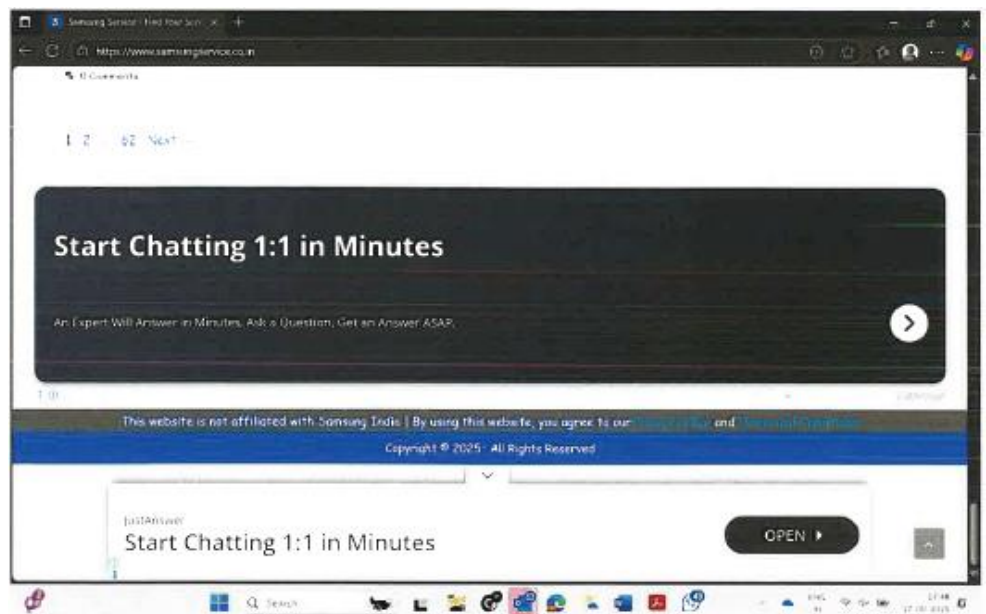 Samsung Service | Find Your
https://www.samsungservice.co.in
0 Comments
1 2 … 62 Next
Start Chatting 1:1 in Minutes
An Expert Will Answer in Minutes. Ask a Question, Get an Answer ASAP.
This website is not affiliated with Samsung India | By using this website, you agree to our and
Copyright © 2025 · All Rights Reserved
JustAnswer
Start Chatting 1:1 in Minutes
OPEN
Search
ENG
17:48